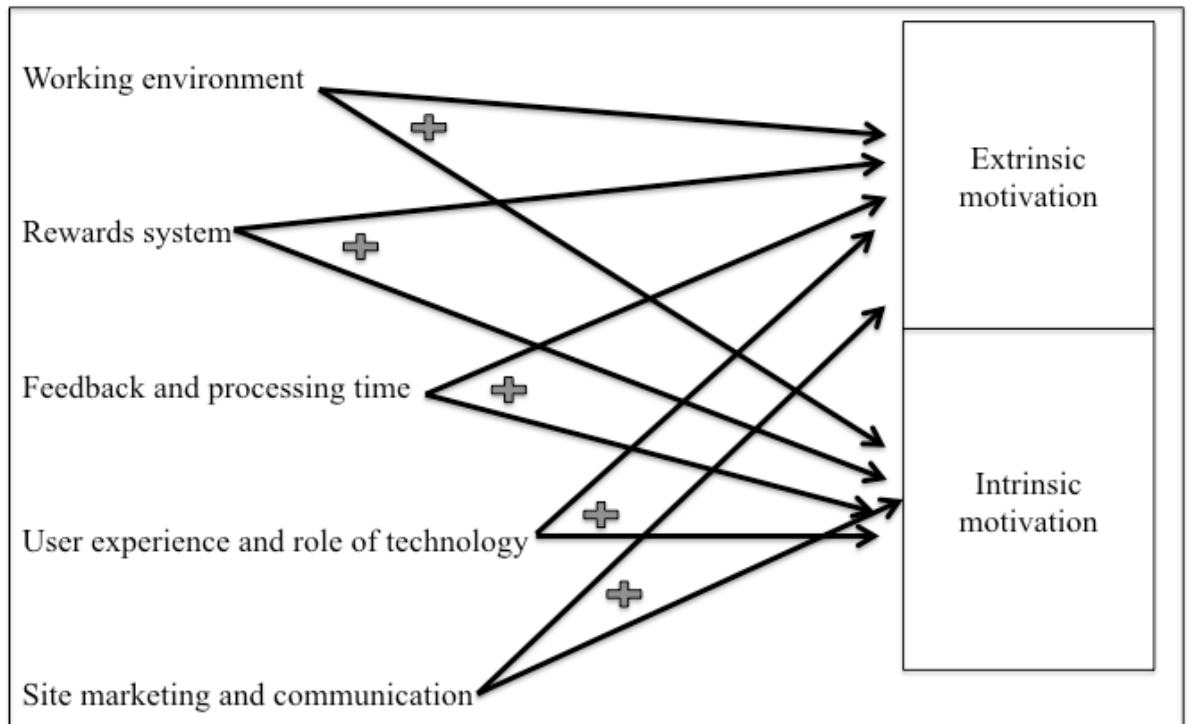 Working environment
Extrinsic
motivation
Rewards system
Feedback and processing time
Intrinsic
motivation
User experience and role of technology
Site marketing and communication